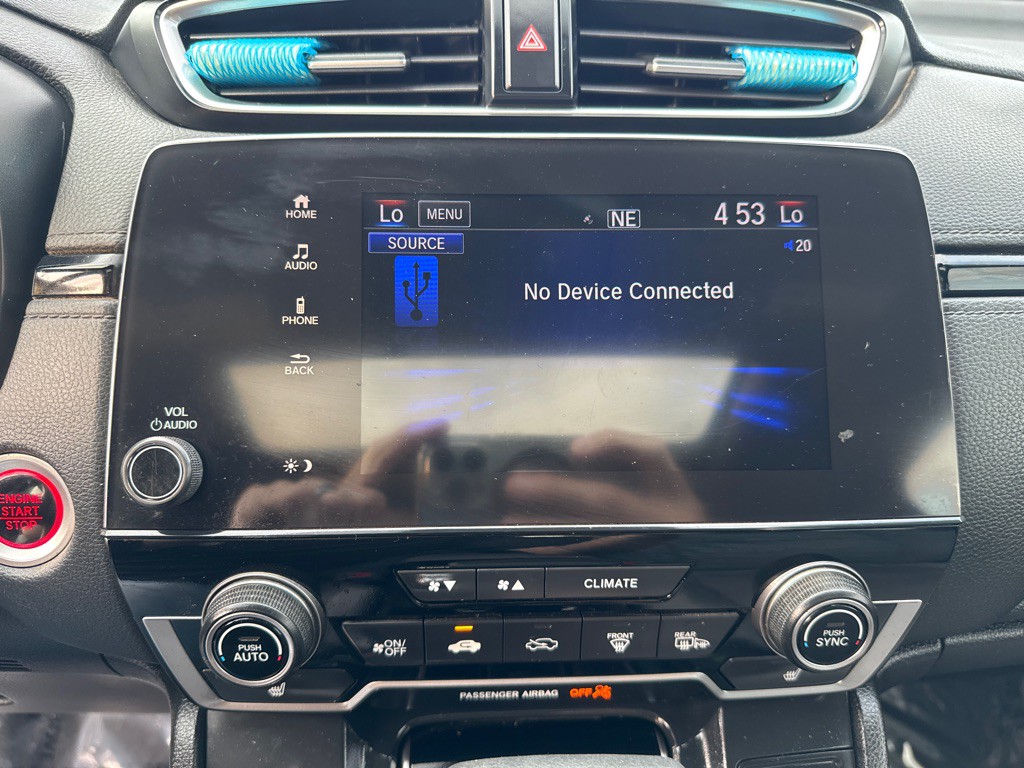 HOME
AUDIO
PHONE
BACK
Lo MENU NE 4 53 Lo
SOURCE 20
No Device Connected
VOL
AUDIO
ENGINE
START
STOP
CLIMATE
PUSH
AUTO
ON/
OFF
FRONT
REAR
PUSH
SYNC
PASSENGER AIRBAG OFF